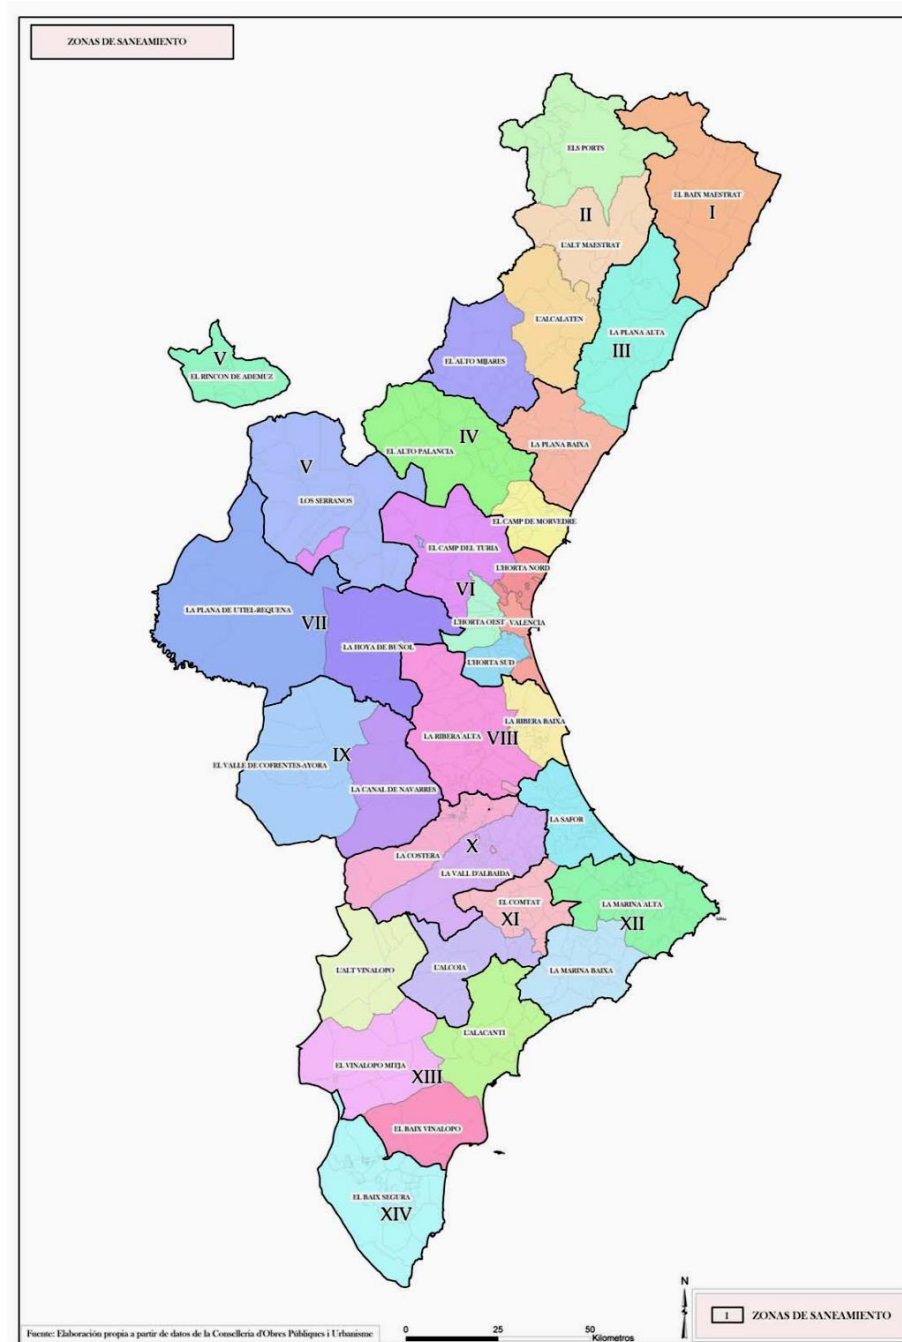 ZONAS DE SANEAMIENTO
ELS PORTS
EL BAIX MAESTRAT
I
II
L'ALT MAESTRAT
L'ALCALATEN
LA PLANA ALTA
III
V
EL RINCON DE ADEMUZ
EL ALTO MIJARES
IV
EL ALTO PALANCIA
LA PLANA BAIXA
V
LOS SERRANOS
EL CAMP DE MORVEDRE
EL CAMP DEL TURIA
L'HORTA NORD
VI
LA PLANA DE UTIEL-REQUENA
VII
L'HORTA OEST
VALENCIA
LA HOYA DE BUÑOL
L'HORTA SUD
LA RIBERA BAIXA
LA RIBERA ALTA
VIII
IX
EL VALLE DE COFRENTES-AYORA
LA CANAL DE NAVARRES
LA SAFOR
X
LA COSTERA
LA VALL D'ALBAIDA
EL COMTAT
XI
LA MARINA ALTA
XII
L'ALT VINALOPO
L'ALCOIA
LA MARINA BAIXA
L'ALACANTI
EL VINALOPO MITJA
XIII
EL BAIX VINALOPO
EL BAIX SEGURA
XIV
N
I ZONAS DE SANEAMIENTO
Fuente: Elaboración propia a partir de datos de la Conselleria d'Obres Públiques i Urbanisme
0 25 50
Kilometros